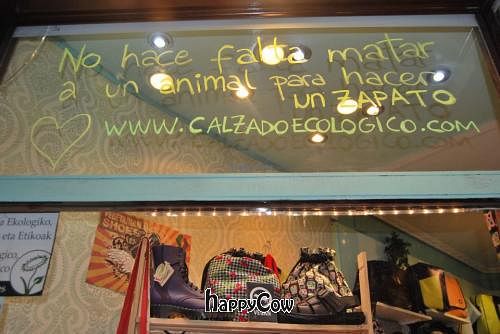 No hace falta matar
a un animal para hacer
un ZAPATO
WWW.CALZADOECOLOGICO.COM
Ekologiko,
eta Etikoak
HappyCow